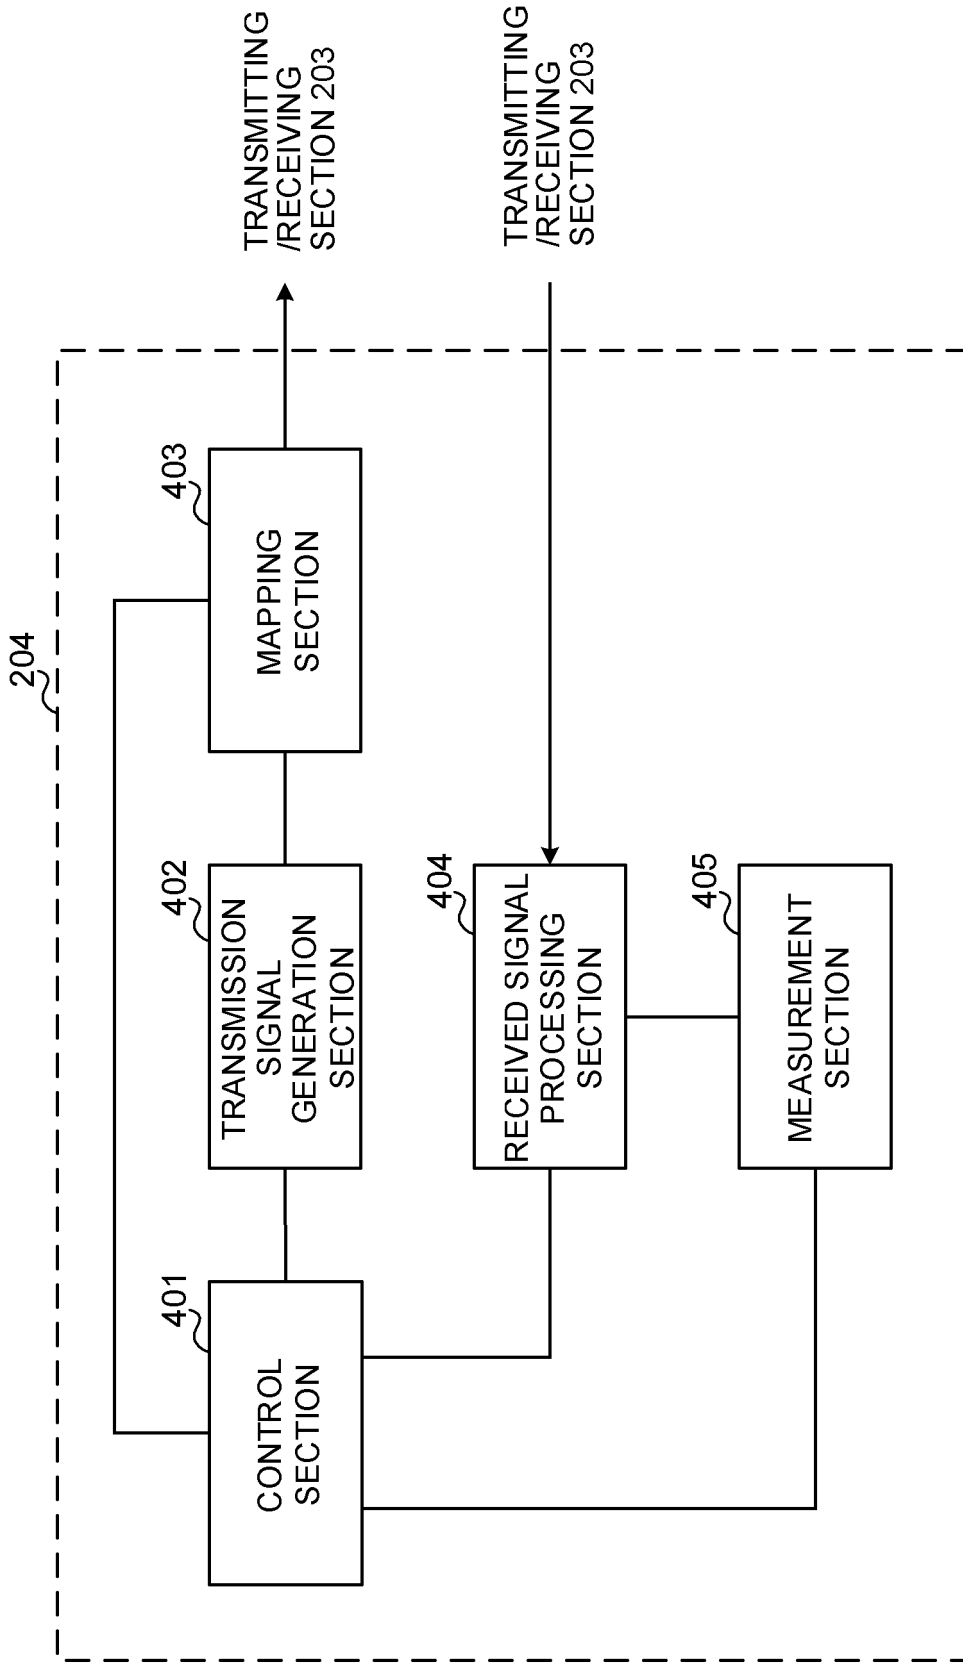 204
401
CONTROL
SECTION
402
TRANSMISSION
SIGNAL
GENERATION
SECTION
403
MAPPING
SECTION
TRANSMITTING
/RECEIVING
SECTION 203
404
RECEIVED SIGNAL
PROCESSING
SECTION
TRANSMITTING
/RECEIVING
SECTION 203
405
MEASUREMENT
SECTION